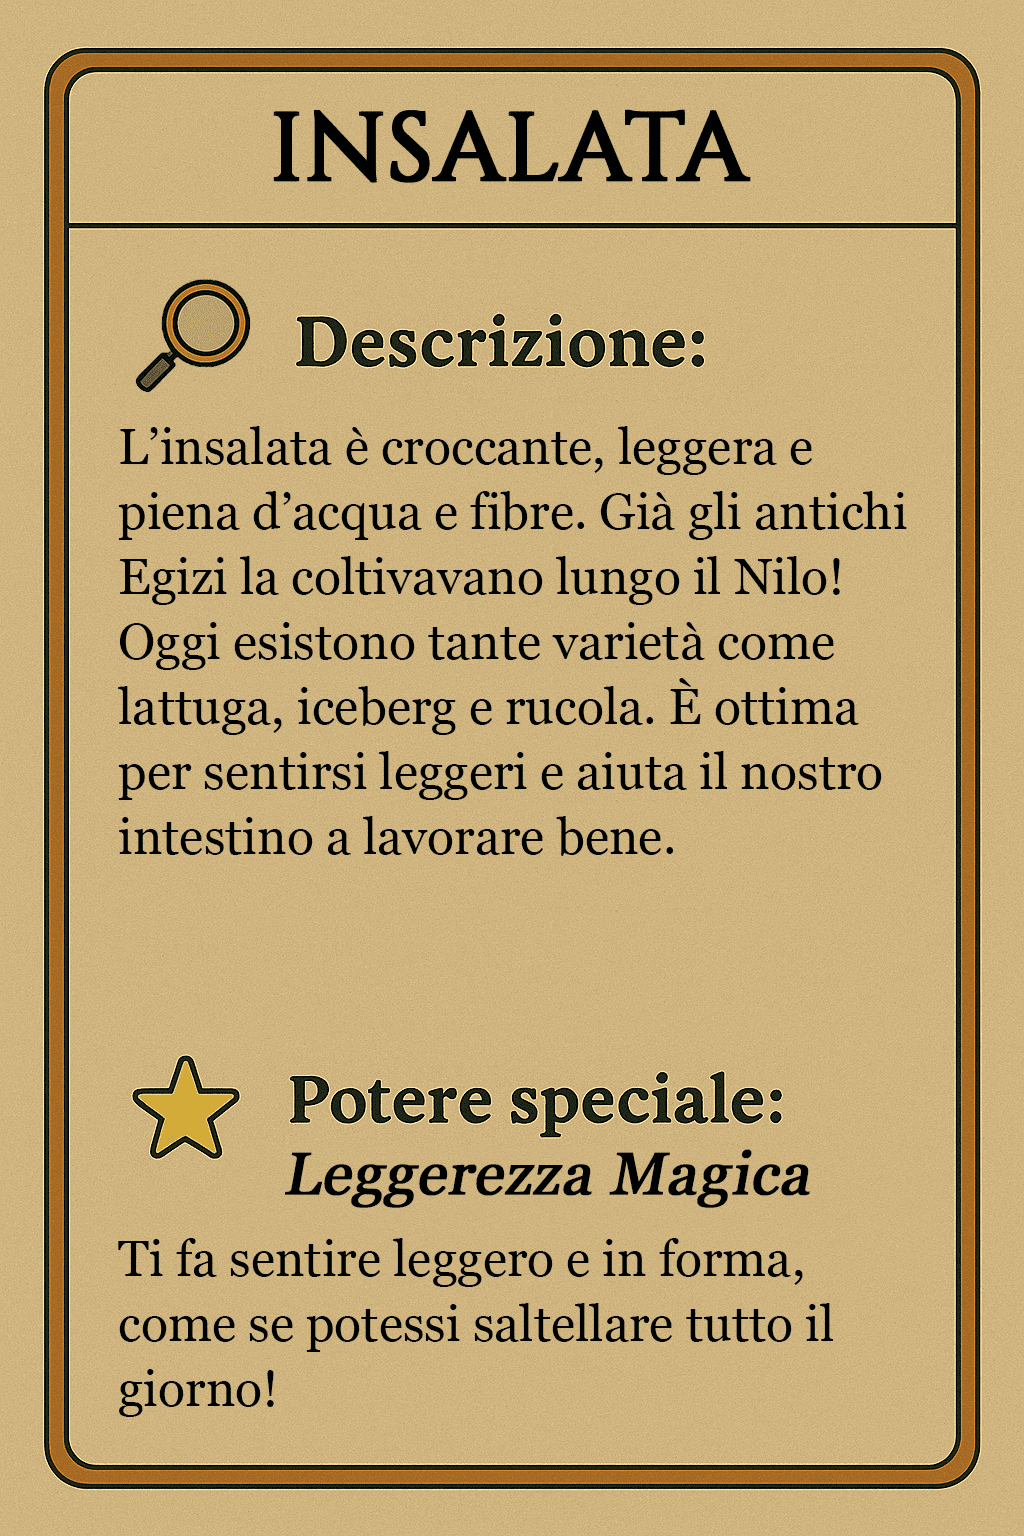 INSALATA
Descrizione:
L’insalata è croccante, leggera e
piena d’acqua e fibre. Già gli antichi
Egizi la coltivavano lungo il Nilo!
Oggi esistono tante varietà come
lattuga, iceberg e rucola. È ottima
per sentirsi leggeri e aiuta il nostro
intestino a lavorare bene.
Potere speciale:
Leggerezza Magica
Ti fa sentire leggero e in forma,
come se potessi saltellare tutto il
giorno!